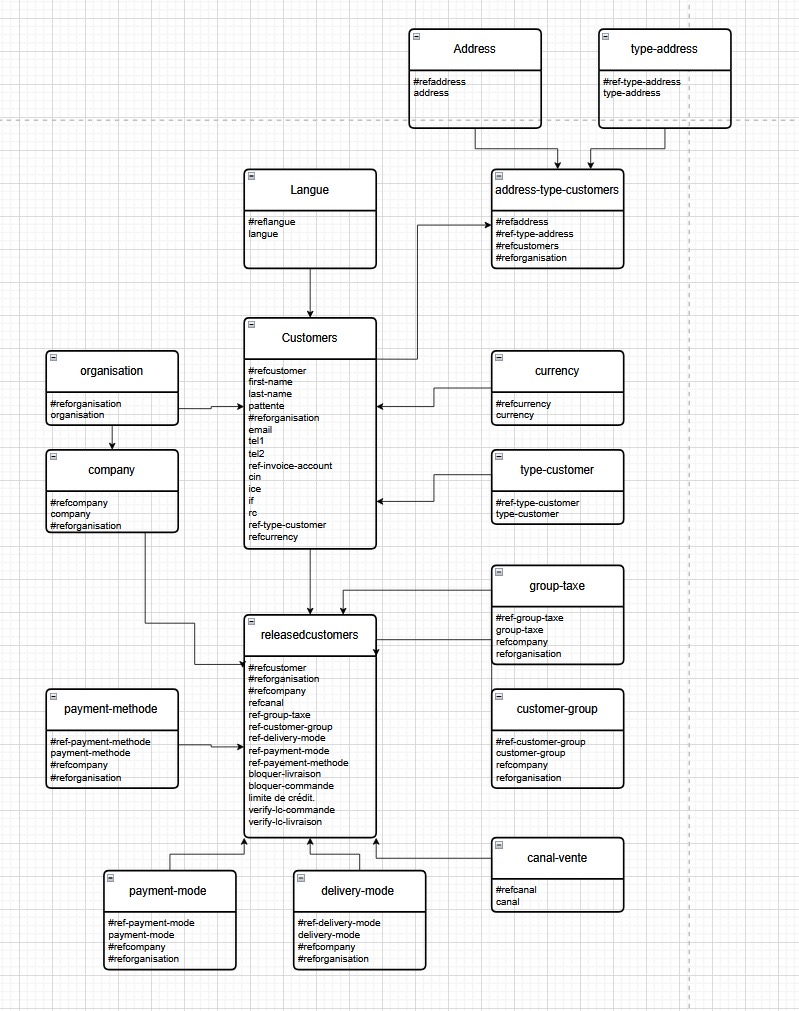 Address
#refaddress
address
type-address
#ref-type-address
type-address
Langue
#reflangue
langue
address-type-customers
#refaddress
#ref-type-address
#refcustomers
#reforganisation
Customers
#refcustomer
first-name
last-name
pattente
#reforganisation
email
tel1
tel2
ref-invoice-account
cin
ice
if
rc
ref-type-customer
refcurrency
organisation
#reforganisation
organisation
currency
#refcurrency
currency
company
#refcompany
company
#reforganisation
type-customer
#ref-type-customer
type-customer
group-taxe
#ref-group-taxe
group-taxe
refcompany
reforganisation
releasedcustomers
#refcustomer
#reforganisation
#refcompany
refcanal
ref-group-taxe
ref-customer-group
ref-delivery-mode
ref-payment-mode
ref-payement-methode
bloquer-livraison
bloquer-commande
limite de crédit.
verify-lc-commande
verify-lc-livraison
payment-methode
#ref-payment-methode
payment-methode
#refcompany
#reforganisation
customer-group
#ref-customer-group
customer-group
refcompany
reforganisation
canal-vente
#refcanal
canal
payment-mode
#ref-payment-mode
payment-mode
#refcompany
#reforganisation
delivery-mode
#ref-delivery-mode
delivery-mode
#refcompany
#reforganisation